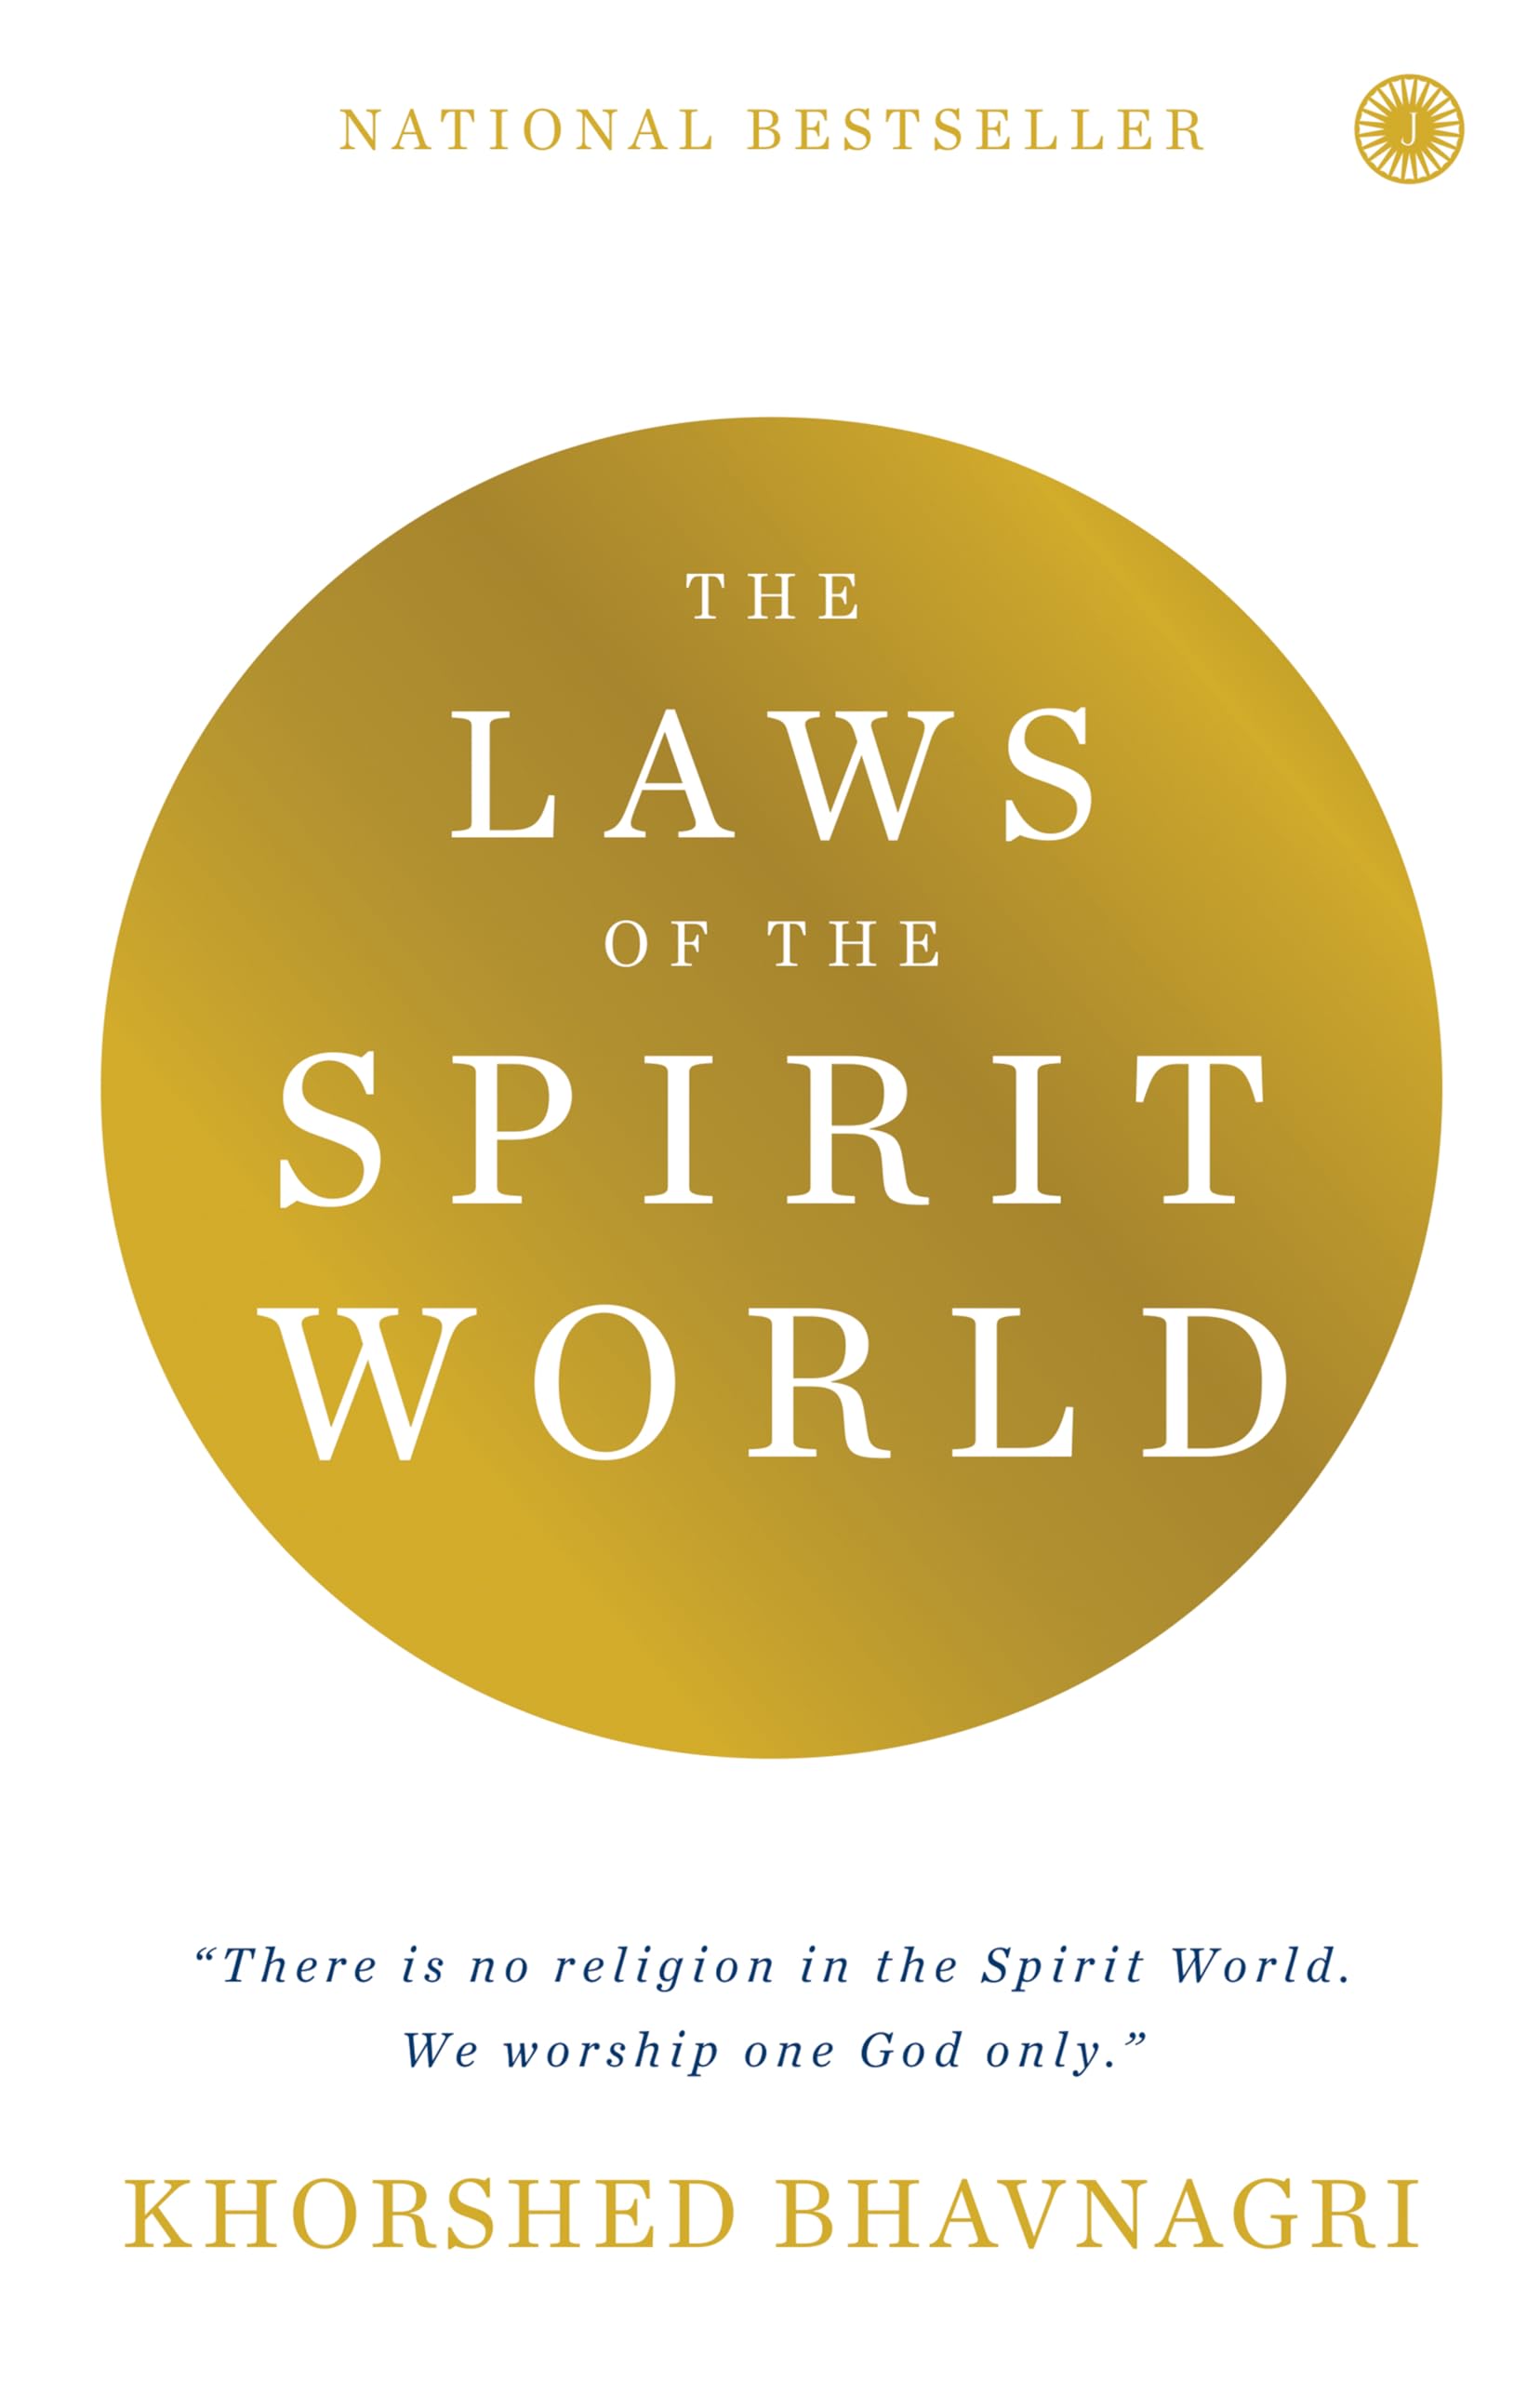 NATIONAL BESTSELLER
J
THE
LAWS
OF THE
SPIRIT
WORLD
“There is no religion in the Spirit World.
We worship one God only.”
KHORSHED BHAVNAGRI